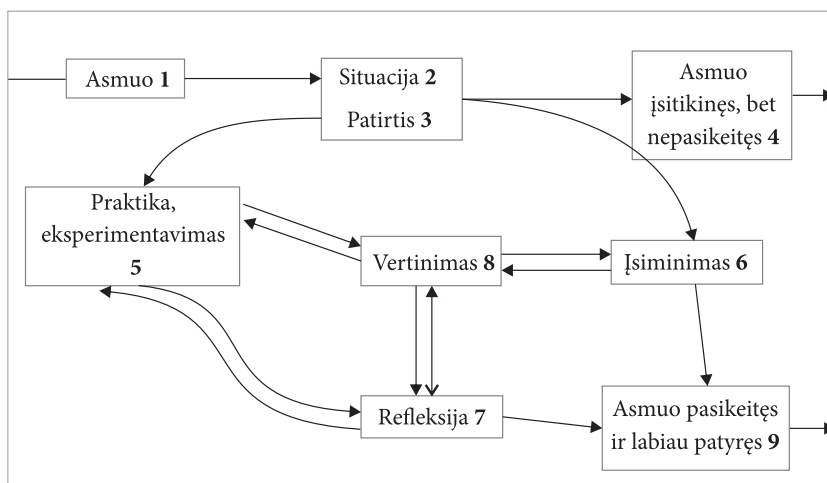 Asmuo 1
Situacija 2
Patirtis 3
Asmuo
įsitikinęs, bet
nepasikeitęs 4
Praktika,
eksperimentavimas
5
Vertinimas 8
Įsiminimas 6
Refleksija 7
Asmuo pasikeitęs
ir labiau patyręs 9